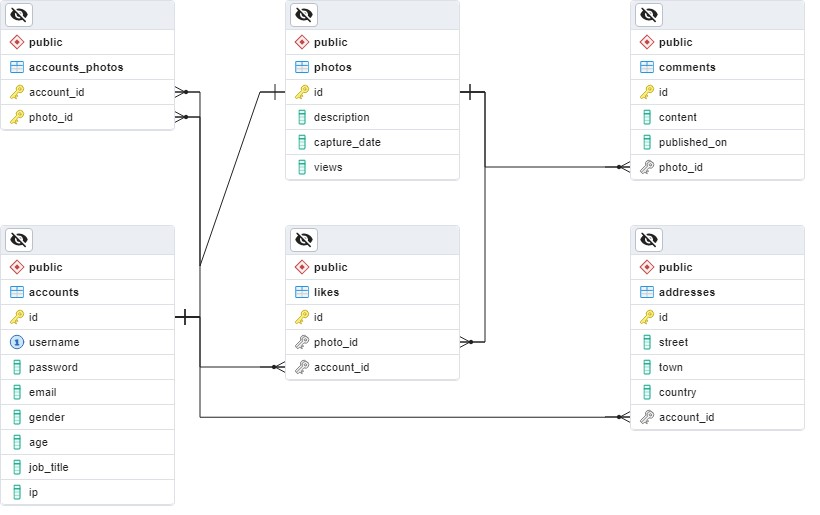 public
accounts_photos
account_id
photo_id
public
photos
id
description
capture_date
views
public
comments
id
content
published_on
photo_id
public
accounts
id
1 username
password
email
gender
age
job_title
ip
public
likes
id
photo_id
account_id
public
addresses
id
street
town
country
account_id